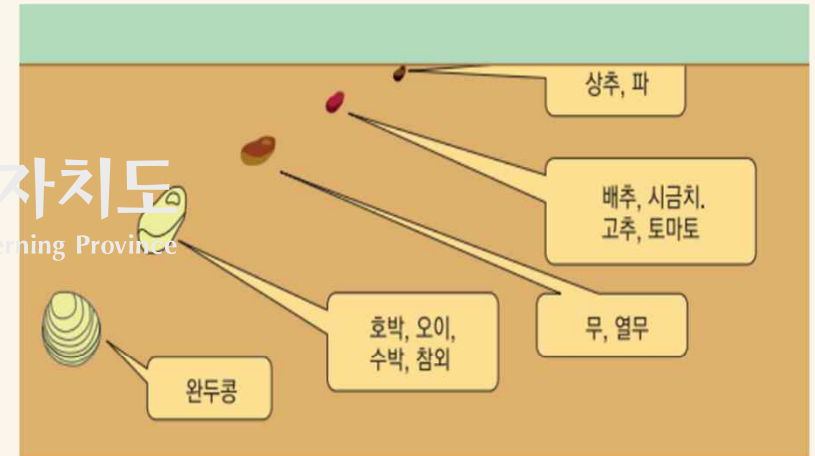 상추, 파
배추, 시금치.
고추, 토마토
자치도
erning Province
호박, 오이,
수박, 참외
무, 열무
완두콩